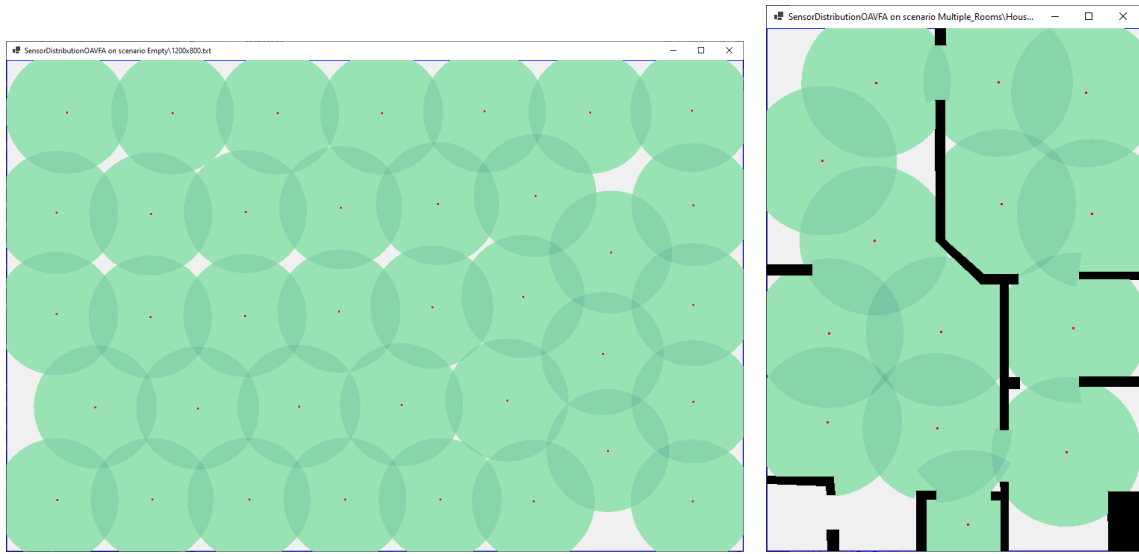 SensorDistributionOAVFA on scenario Empty\1200x800.txt
SensorDistributionOAVFA on scenario Multiple_Rooms\Hous...